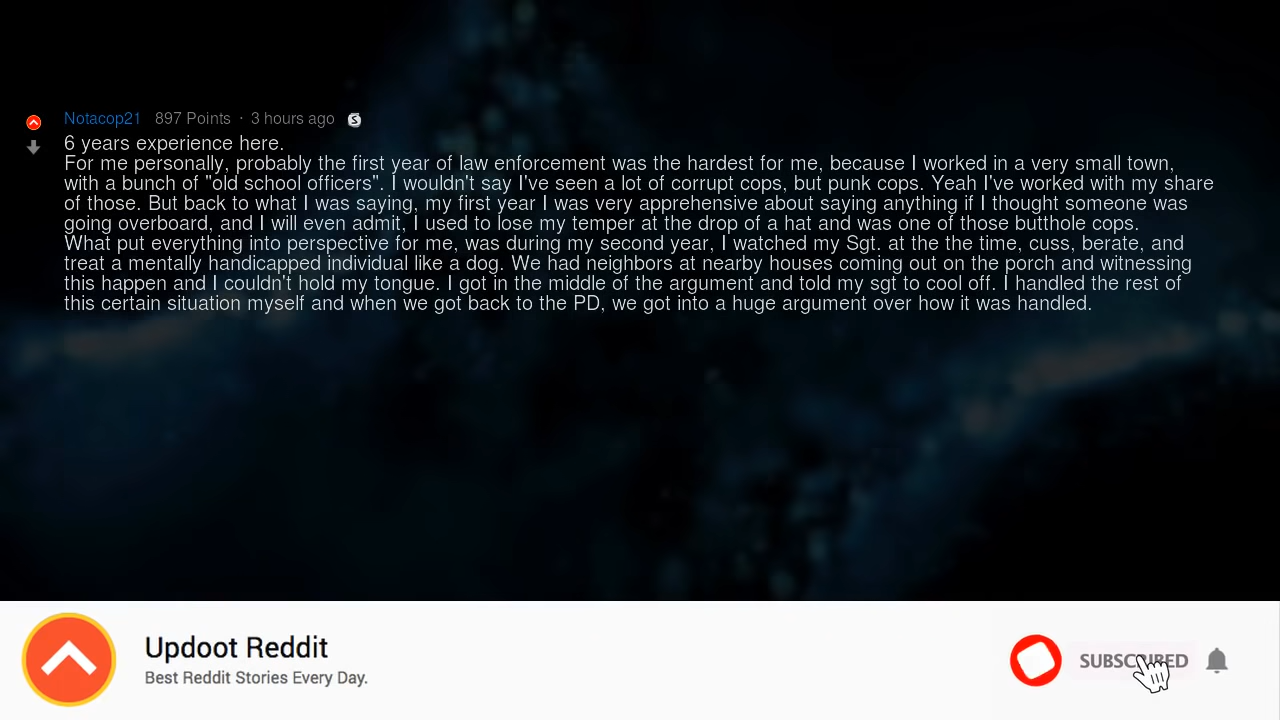 Notacop21 897 Points · 3 hours ago
6 years experience here.
For me personally, probably the first year of law enforcement was the hardest for me, because I worked in a very small town,
with a bunch of "old school officers". I wouldn't say I've seen a lot of corrupt cops, but punk cops. Yeah I've worked with my share
of those. But back to what I was saying, my first year I was very apprehensive about saying anything if I thought someone was
going overboard, and I will even admit, I used to lose my temper at the drop of a hat and was one of those butthole cops.
What put everything into perspective for me, was during my second year, I watched my Sgt. at the the time, cuss, berate, and
treat a mentally handicapped individual like a dog. We had neighbors at nearby houses coming out on the porch and witnessing
this happen and I couldn't hold my tongue. I got in the middle of the argument and told my sgt to cool off. I handled the rest of
this certain situation myself and when we got back to the PD, we got into a huge argument over how it was handled.
Updoot Reddit
Best Reddit Stories Every Day.
SUBSCRIBED